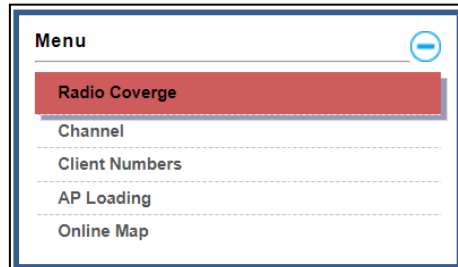 Menu
Radio Coverge
Channel
Client Numbers
AP Loading
Online Map